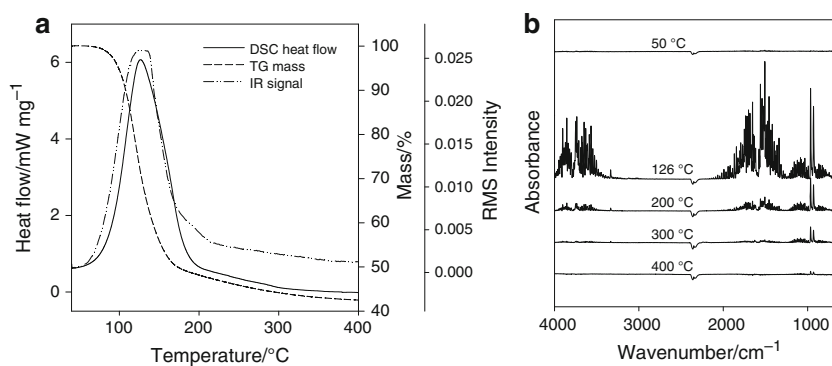 a
DSC heat flow
TG mass
IR signal
Heat flow/mW mg⁻¹
6
4
2
0
100
90
80
70
60
50
40
Mass/%
0.025
0.020
0.015
0.010
0.005
0.000
RMS Intensity
100
200
300
400
Temperature/°C
b
50 °C
126 °C
200 °C
300 °C
400 °C
Absorbance
4000
3000
2000
1000
Wavenumber/cm⁻¹